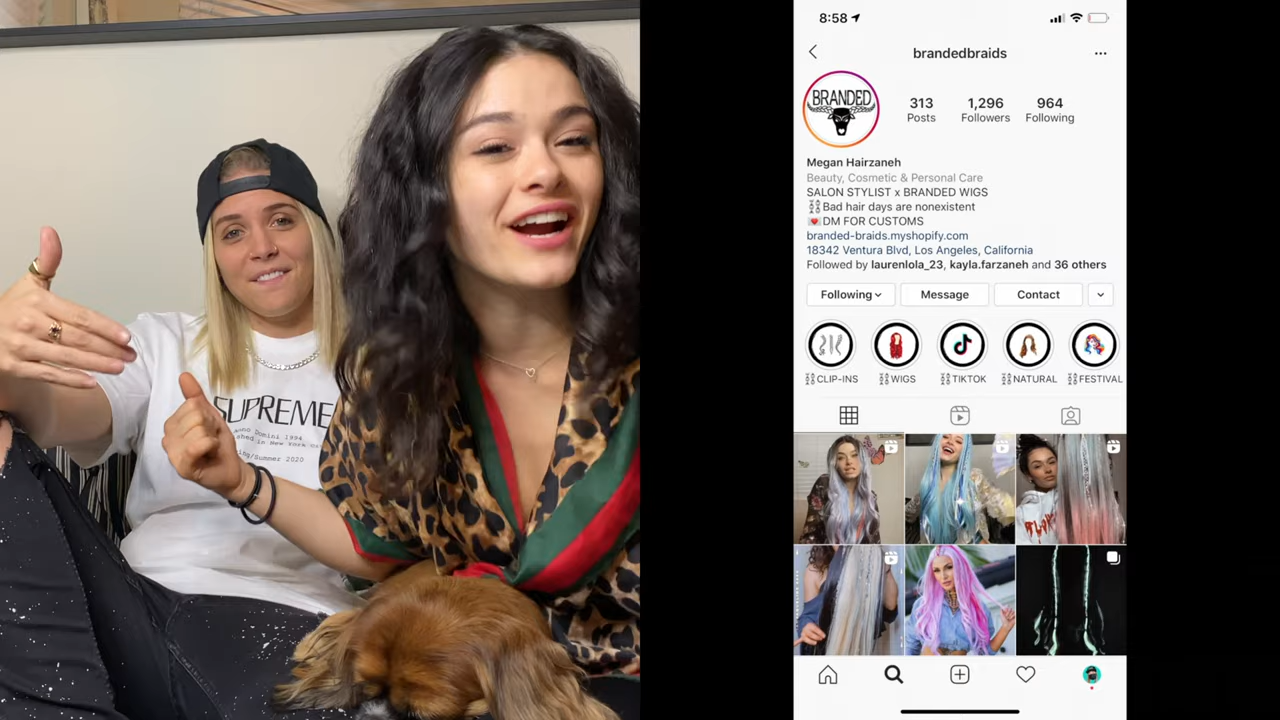 SUPREME
Anno Domini 1994
8:58
brandedbraids
BRANDED
313
Posts
1,296
Followers
964
Following
Megan Hairzaneh
Beauty, Cosmetic & Personal Care
SALON STYLIST x BRANDED WIGS
⛓Bad hair days are nonexistent
💌DM FOR CUSTOMS
branded-braids.myshopify.com
18342 Ventura Blvd, Los Angeles, California
Followed by laurenlola_23, kayla.farzaneh and 36 others
Following
Message
Contact
⛓CLIP-INS
⛓WIGS
⛓TIKTOK
⛓NATURAL
⛓FESTIVAL